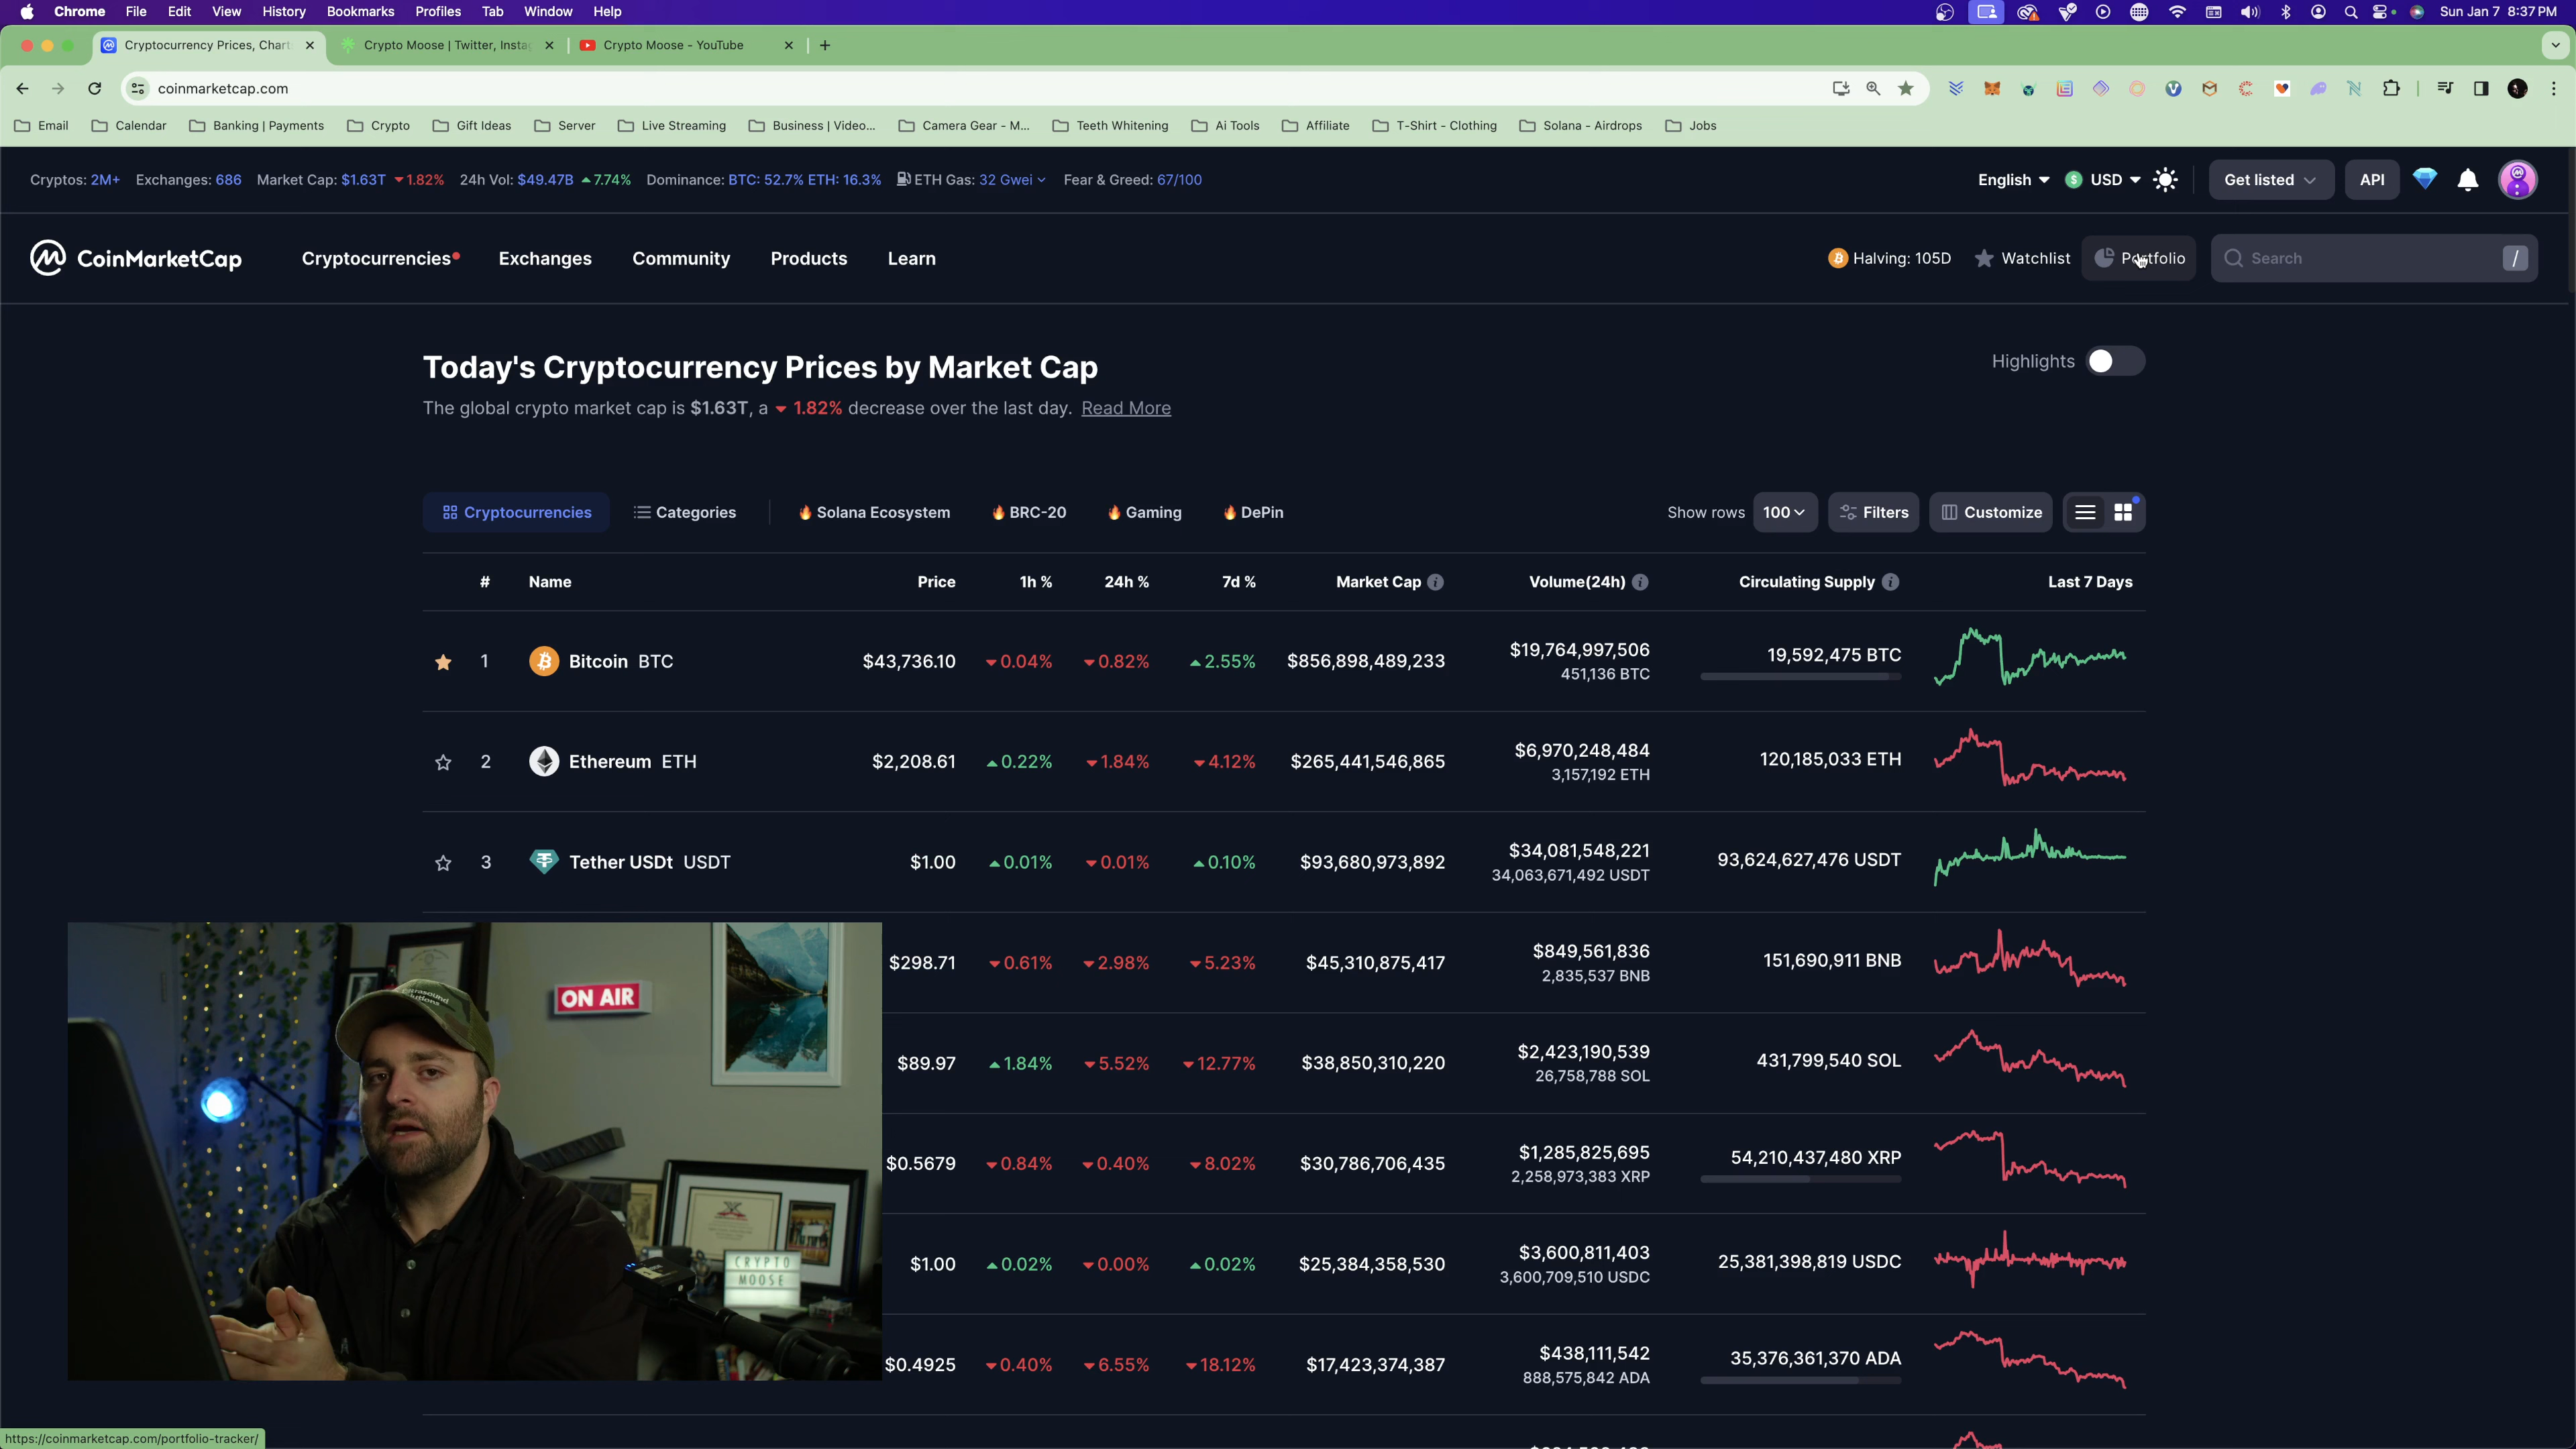 Chrome File Edit View History Bookmarks Profiles Tab Window Help Sun Jan 7 8:37 PM
Cryptocurrency Prices, Chart Crypto Moose | Twitter, Insta Crypto Moose - YouTube
coinmarketcap.com
Email Calendar Banking | Payments Crypto Gift Ideas Server Live Streaming Business | Video... Camera Gear - M... Teeth Whitening Ai Tools Affiliate T-Shirt - Clothing Solana - Airdrops Jobs
Cryptos: 2M+ Exchanges: 686 Market Cap: $1.63T 1.82% 24h Vol: $49.47B 7.74% Dominance: BTC: 52.7% ETH: 16.3% ETH Gas: 32 Gwei Fear & Greed: 67/100 English USD Get listed API
CoinMarketCap Cryptocurrencies Exchanges Community Products Learn Halving: 105D Watchlist Portfolio Search /
Today's Cryptocurrency Prices by Market Cap Highlights
The global crypto market cap is $1.63T, a 1.82% decrease over the last day. Read More
Cryptocurrencies Categories Solana Ecosystem BRC-20 Gaming DePin Show rows 100 Filters Customize
# Name Price 1h % 24h % 7d % Market Cap Volume(24h) Circulating Supply Last 7 Days
1 Bitcoin BTC $43,736.10 0.04% 0.82% 2.55% $856,898,489,233 $19,764,997,506 19,592,475 BTC
451,136 BTC
2 Ethereum ETH $2,208.61 0.22% 1.84% 4.12% $265,441,546,865 $6,970,248,484 120,185,033 ETH
3,157,192 ETH
3 Tether USDt USDT $1.00 0.01% 0.01% 0.10% $93,680,973,892 $34,081,548,221 93,624,627,476 USDT
34,063,671,492 USDT
$298.71 0.61% 2.98% 5.23% $45,310,875,417 $849,561,836 151,690,911 BNB
2,835,537 BNB
ON AIR
$89.97 1.84% 5.52% 12.77% $38,850,310,220 $2,423,190,539 431,799,540 SOL
26,758,788 SOL
$0.5679 0.84% 0.40% 8.02% $30,786,706,435 $1,285,825,695 54,210,437,480 XRP
2,258,973,383 XRP
$1.00 0.02% 0.00% 0.02% $25,384,358,530 $3,600,811,403 25,381,398,819 USDC
3,600,709,510 USDC
CRYPTO
MOOSE
$0.4925 0.40% 6.55% 18.12% $17,423,374,387 $438,111,542 35,376,361,370 ADA
888,575,842 ADA
https://coinmarketcap.com/portfolio-tracker/